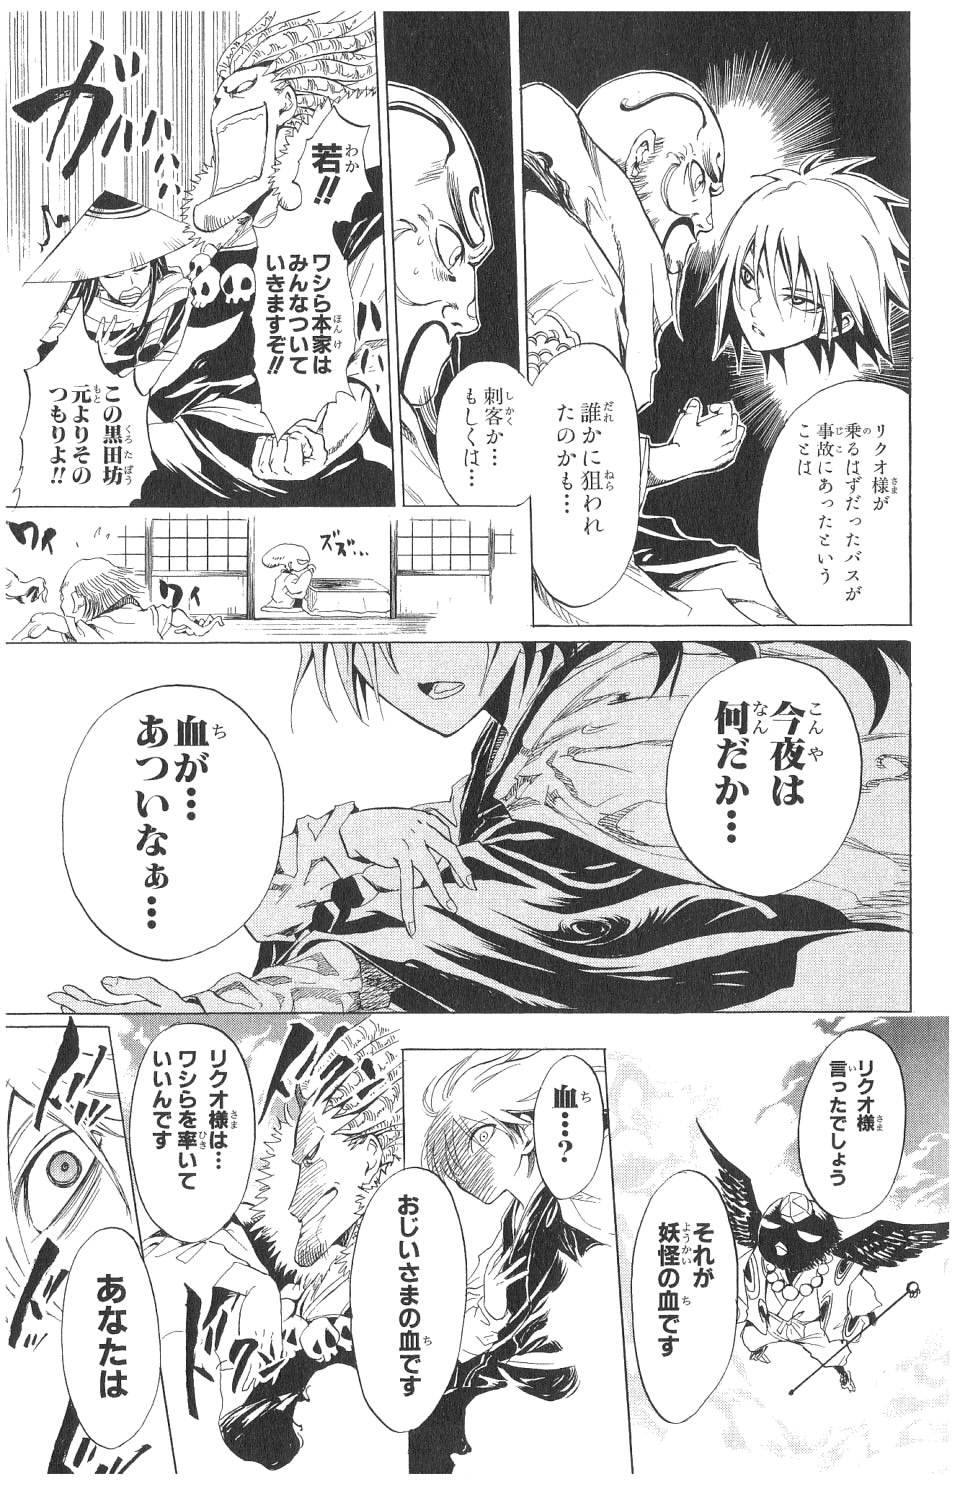 リクオ様が
乗るはずだったバスが
事故にあったという
ことは
誰かに狙われ
たのかも…
刺客か…
もしくは…
若!!
ワシら本家は
みんなついて
いきますぞ!!
ガハハハ
この黒田坊
元よりその
つもりよ!!
ズズ…
ワイ
ワイ
今夜は
何だか…
血が…
あついなぁ…
リクオ様
言ったでしょう
それが
妖怪の血です
血…?
おじいさまの血です
リクオ様は…
ワシらを率いて
いいんです
ドドド
あなたは
ドドドド